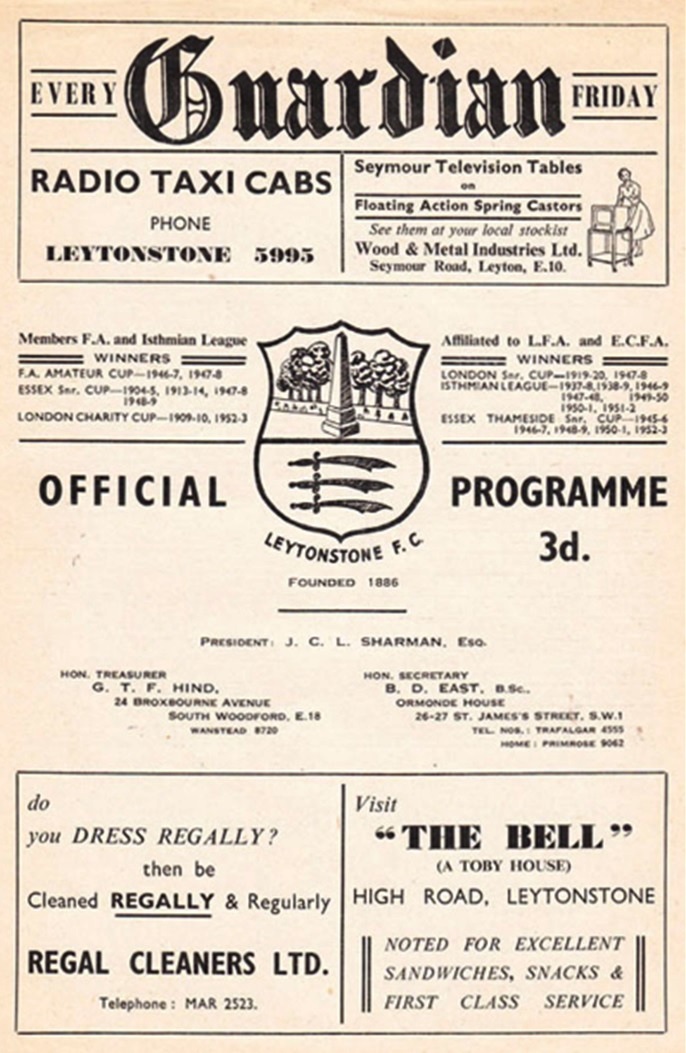 EVERY Guardian FRIDAY
RADIO TAXI CABS
PHONE
LEYTONSTONE 5995
Seymour Television Tables
on
Floating Action Spring Castors
See them at your local stockist
Wood & Metal Industries Ltd.
Seymour Road, Leyton, E.10.
Members F.A. and Isthmian League
WINNERS
F.A. AMATEUR CUP—1946-7, 1947-8
ESSEX Snr. CUP—1904-5, 1913-14, 1947-8
1948-9
LONDON CHARITY CUP—1909-10, 1952-3
Affiliated to L.F.A. and E.C.F.A.
WINNERS
LONDON Snr. CUP—1919-20, 1947-8
ISTHMIAN LEAGUE—1937-8, 1938-9, 1946-9
1947-48, 1949-50
1950-1, 1951-2
ESSEX THAMESIDE Snr. CUP—1945-6
1946-7, 1948-9, 1950-1, 1952-3
OFFICIAL PROGRAMME
3d.
LEYTONSTONE F.C.
FOUNDED 1886
PRESIDENT: J. C. L. SHARMAN, ESQ.
HON. TREASURER
G. T. F. HIND,
24 BROXBOURNE AVENUE
SOUTH WOODFORD, E.18
WANSTEAD 8720
HON. SECRETARY
B. D. EAST, B.Sc.,
ORMONDE HOUSE
26-27 ST. JAMES'S STREET, S.W.1
TEL. NOS.: TRAFALGAR 4555
HOME: PRIMROSE 9062
do
you DRESS REGALLY?
then be
Cleaned REGALLY & Regularly
REGAL CLEANERS LTD.
Telephone: MAR 2523.
Visit
"THE BELL"
(A TOBY HOUSE)
HIGH ROAD, LEYTONSTONE
NOTED FOR EXCELLENT
SANDWICHES, SNACKS &
FIRST CLASS SERVICE